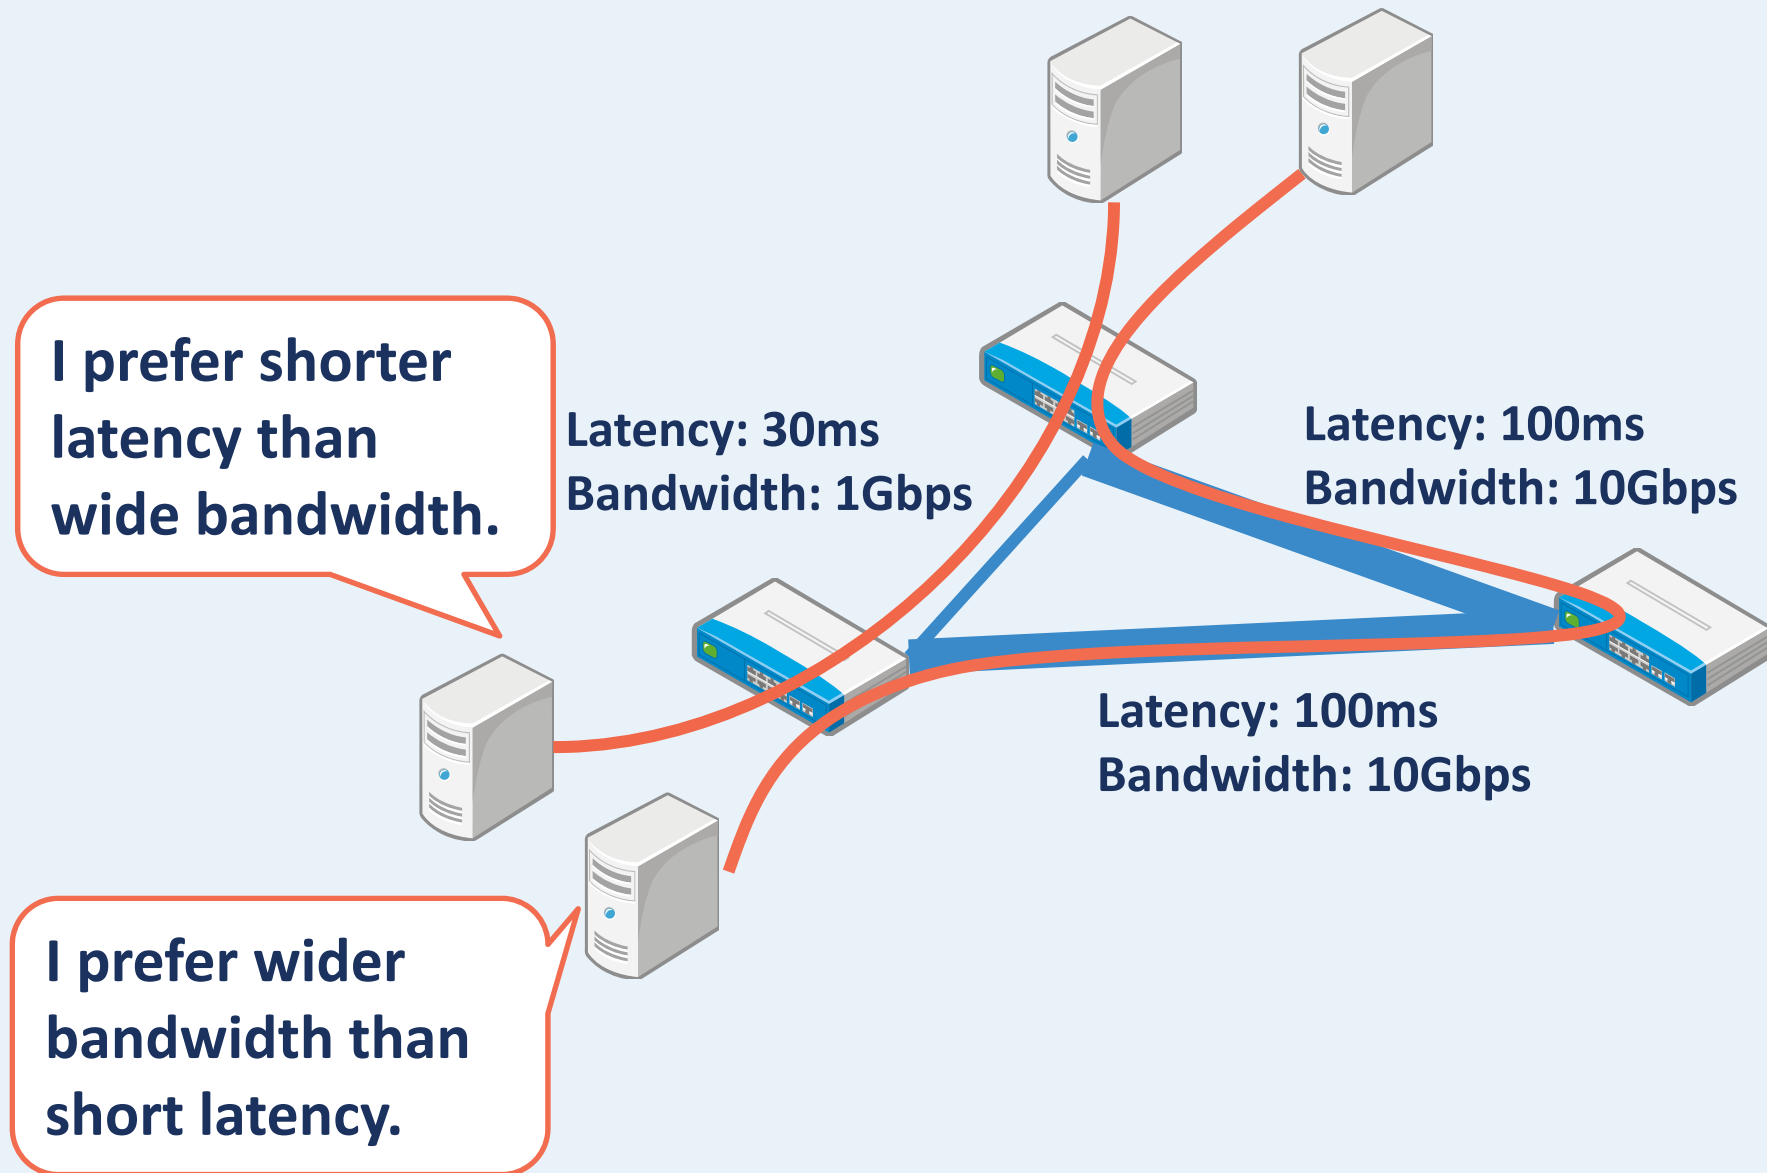 I prefer shorter
latency than
wide bandwidth.
Latency: 30ms
Bandwidth: 1Gbps
Latency: 100ms
Bandwidth: 10Gbps
Latency: 100ms
Bandwidth: 10Gbps
I prefer wider
bandwidth than
short latency.